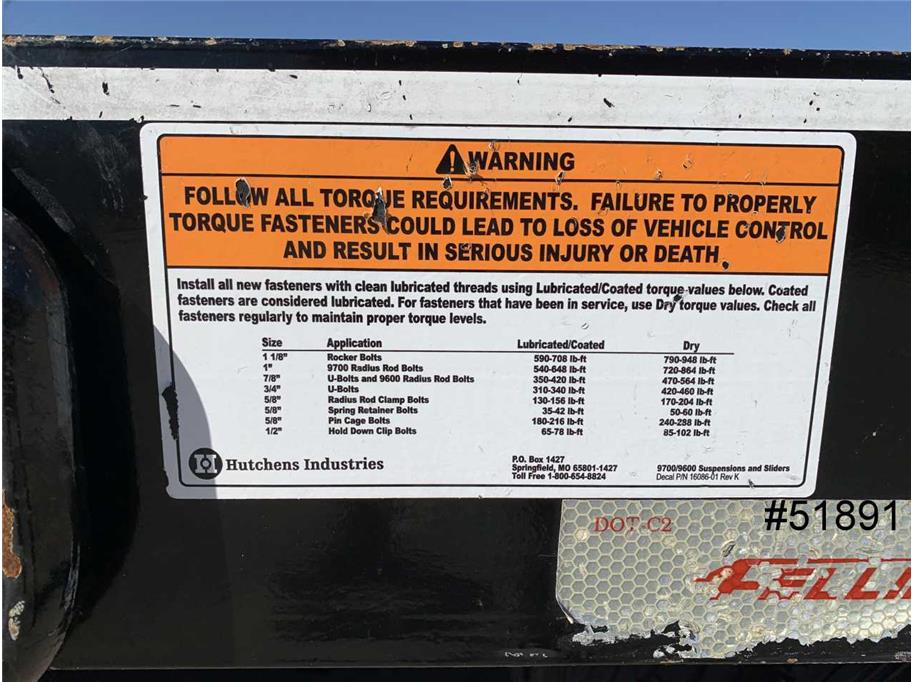 WARNING
FOLLOW ALL TORQUE REQUIREMENTS. FAILURE TO PROPERLY
TORQUE FASTENERS COULD LEAD TO LOSS OF VEHICLE CONTROL
AND RESULT IN SERIOUS INJURY OR DEATH.
Install all new fasteners with clean lubricated threads using Lubricated/Coated torque values below. Coated
fasteners are considered lubricated. For fasteners that have been in service, use Dry torque values. Check all
fasteners regularly to maintain proper torque levels.
Size Application Lubricated/Coated Dry
1 1/8" Rocker Bolts 590-708 lb-ft 790-948 lb-ft
1" 9700 Radius Rod Bolts 540-648 lb-ft 720-864 lb-ft
7/8" U-Bolts and 9600 Radius Rod Bolts 350-420 lb-ft 470-564 lb-ft
3/4" U-Bolts 310-340 lb-ft 420-460 lb-ft
5/8" Radius Rod Clamp Bolts 130-156 lb-ft 170-204 lb-ft
5/8" Spring Retainer Bolts 35-42 lb-ft 50-60 lb-ft
5/8" Pin Cage Bolts 180-216 lb-ft 240-288 lb-ft
1/2" Hold Down Clip Bolts 65-78 lb-ft 85-102 lb-ft
H Hutchens Industries
P.O. Box 1427
Springfield, MO 65801-1427
Toll Free 1-800-654-8824
9700/9600 Suspensions and Sliders
Decal P/N 16086-01 Rev K
#51891
DOT-C2
FELLI